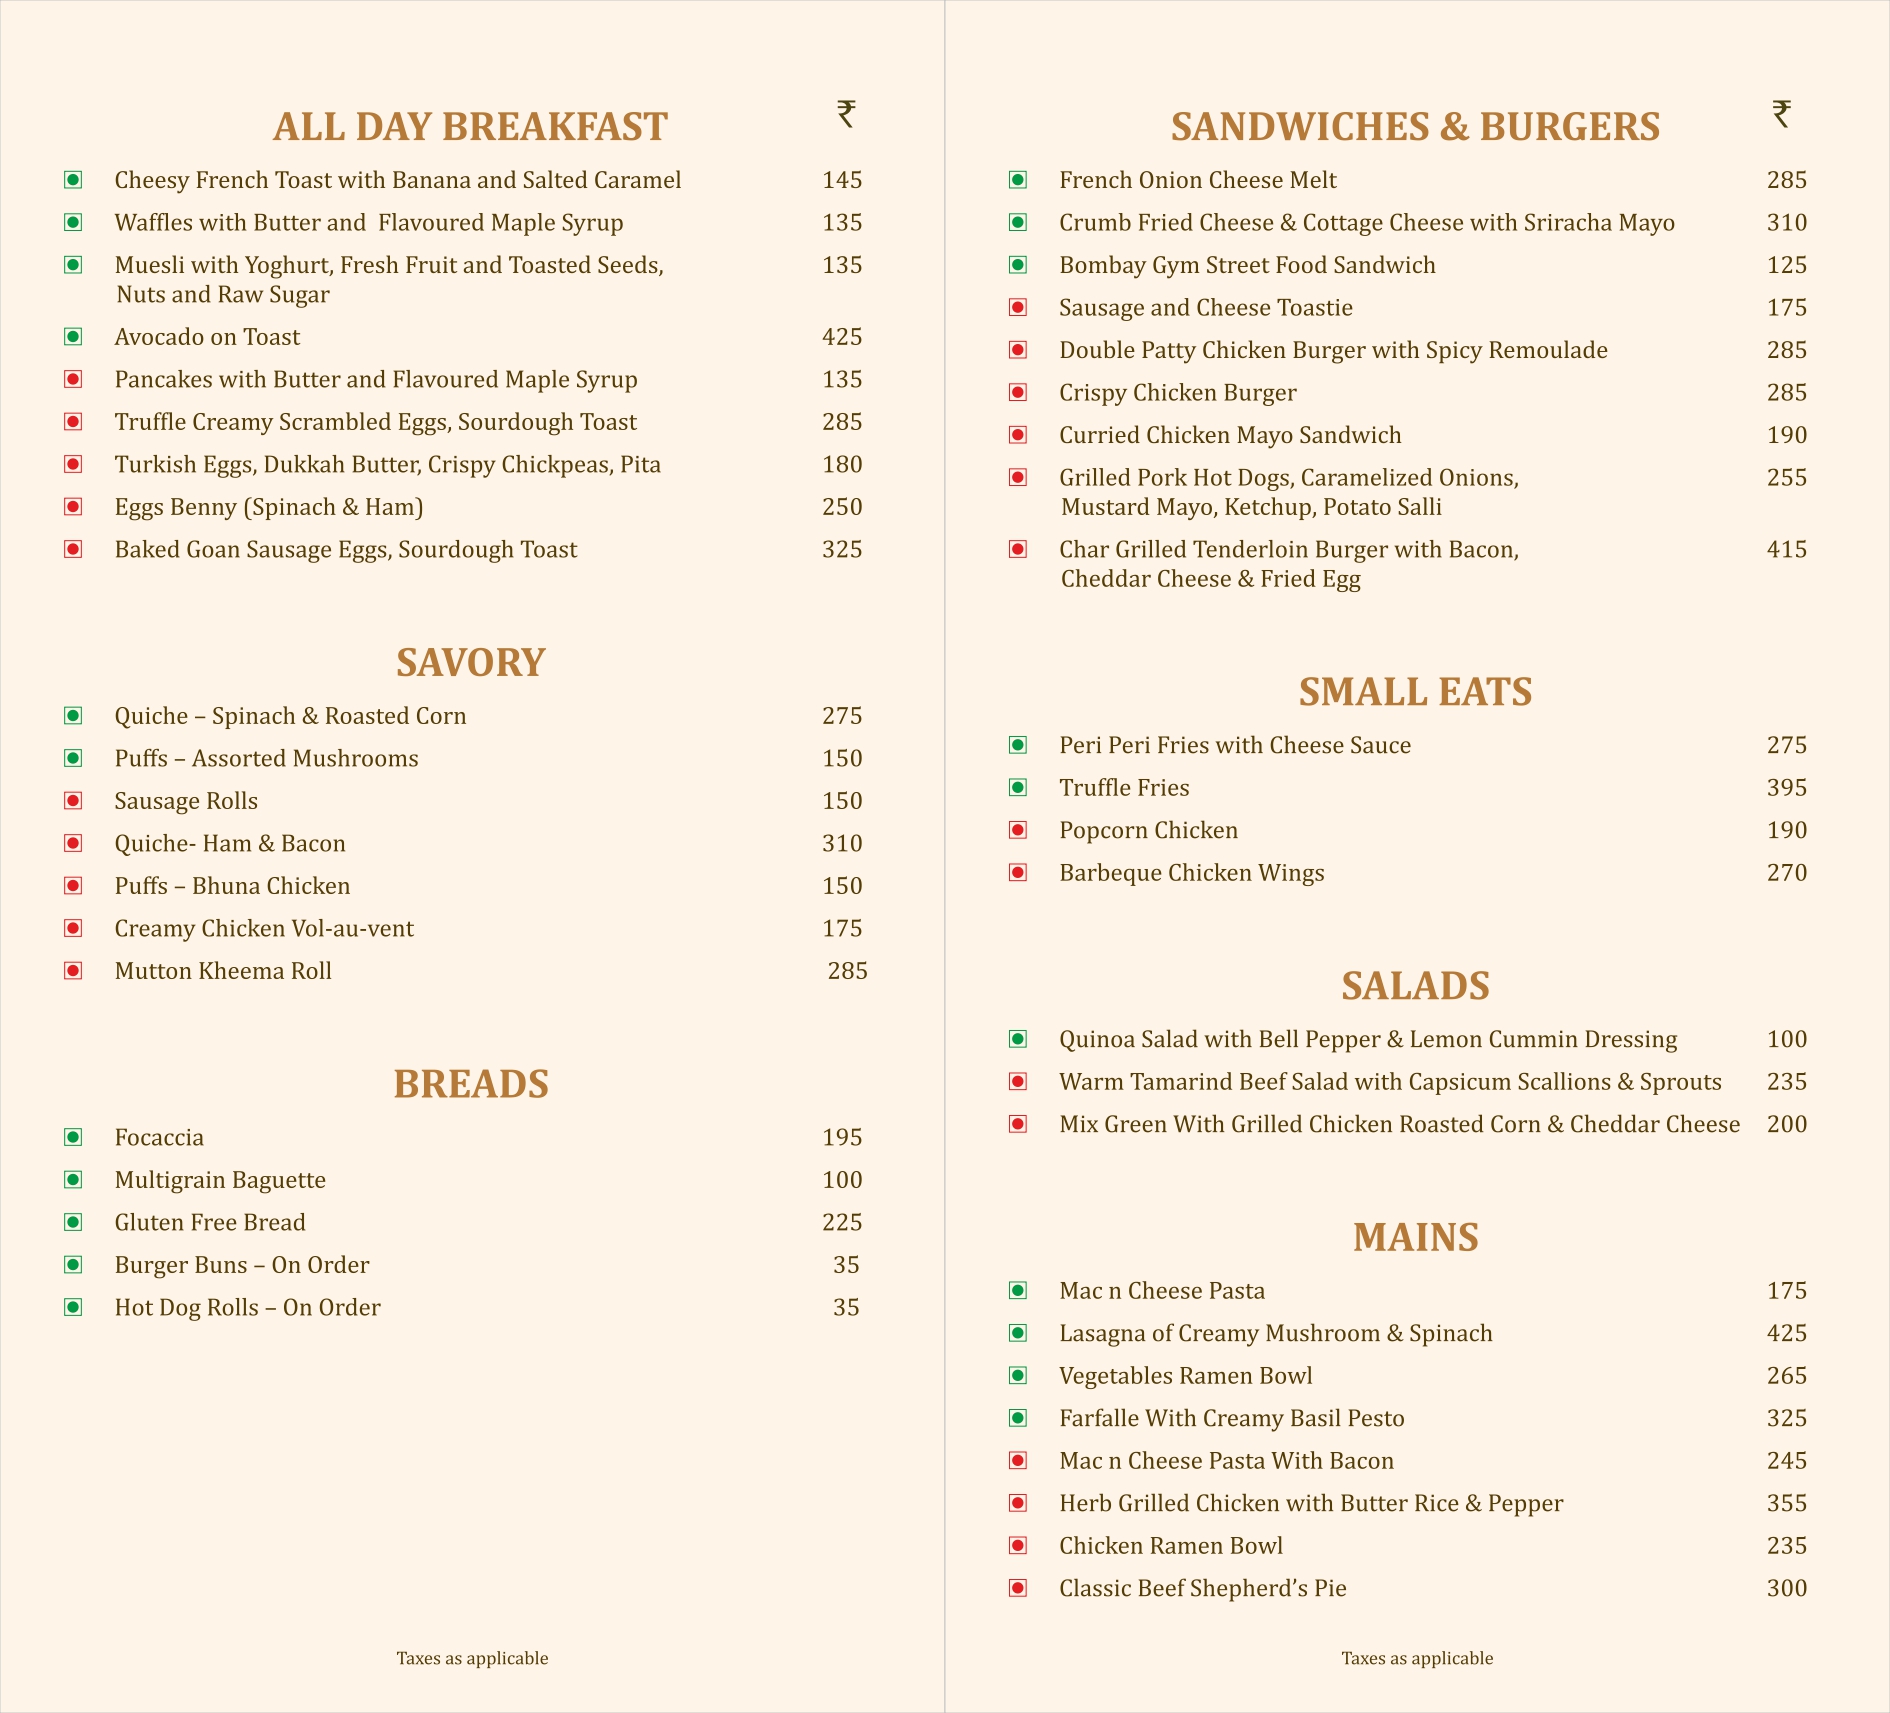 ALL DAY BREAKFAST ₹
Cheesy French Toast with Banana and Salted Caramel 145
Waffles with Butter and  Flavoured Maple Syrup 135
Muesli with Yoghurt, Fresh Fruit and Toasted Seeds, 135
Nuts and Raw Sugar
Avocado on Toast 425
Pancakes with Butter and Flavoured Maple Syrup 135
Truffle Creamy Scrambled Eggs, Sourdough Toast 285
Turkish Eggs, Dukkah Butter, Crispy Chickpeas, Pita 180
Eggs Benny (Spinach & Ham) 250
Baked Goan Sausage Eggs, Sourdough Toast 325
SAVORY
Quiche – Spinach & Roasted Corn 275
Puffs – Assorted Mushrooms 150
Sausage Rolls 150
Quiche- Ham & Bacon 310
Puffs – Bhuna Chicken 150
Creamy Chicken Vol-au-vent 175
Mutton Kheema Roll 285
BREADS
Focaccia 195
Multigrain Baguette 100
Gluten Free Bread 225
Burger Buns – On Order 35
Hot Dog Rolls – On Order 35
Taxes as applicable
SANDWICHES & BURGERS ₹
French Onion Cheese Melt 285
Crumb Fried Cheese & Cottage Cheese with Sriracha Mayo 310
Bombay Gym Street Food Sandwich 125
Sausage and Cheese Toastie 175
Double Patty Chicken Burger with Spicy Remoulade 285
Crispy Chicken Burger 285
Curried Chicken Mayo Sandwich 190
Grilled Pork Hot Dogs, Caramelized Onions, 255
Mustard Mayo, Ketchup, Potato Salli
Char Grilled Tenderloin Burger with Bacon, 415
Cheddar Cheese & Fried Egg
SMALL EATS
Peri Peri Fries with Cheese Sauce 275
Truffle Fries 395
Popcorn Chicken 190
Barbeque Chicken Wings 270
SALADS
Quinoa Salad with Bell Pepper & Lemon Cummin Dressing 100
Warm Tamarind Beef Salad with Capsicum Scallions & Sprouts 235
Mix Green With Grilled Chicken Roasted Corn & Cheddar Cheese 200
MAINS
Mac n Cheese Pasta 175
Lasagna of Creamy Mushroom & Spinach 425
Vegetables Ramen Bowl 265
Farfalle With Creamy Basil Pesto 325
Mac n Cheese Pasta With Bacon 245
Herb Grilled Chicken with Butter Rice & Pepper 355
Chicken Ramen Bowl 235
Classic Beef Shepherd’s Pie 300
Taxes as applicable